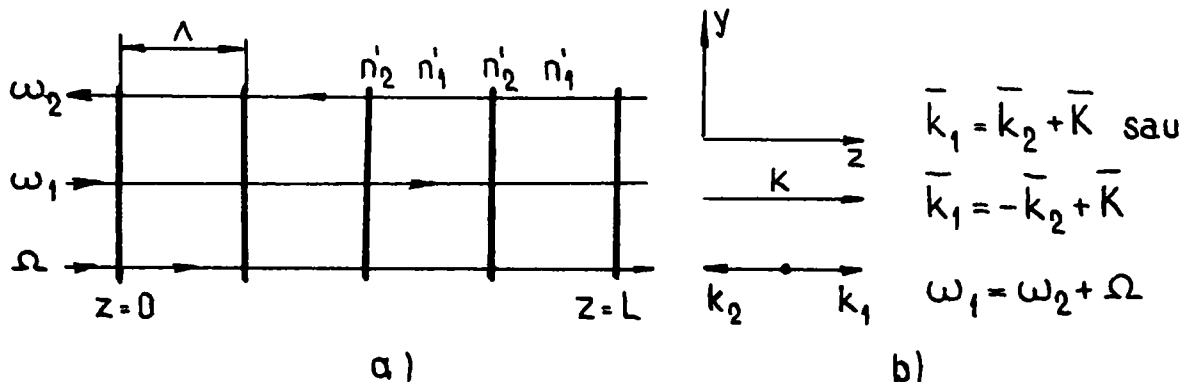 Λ
n'₂ n'₁ n'₂ n'₁
ω₂
ω₁
Ω
z=0
z=L
a)
y
z
K
k₂
k₁
k̄₁ = k̄₂ + K̄ sau
k̄₁ = -k̄₂ + K̄
ω₁ = ω₂ + Ω
b)